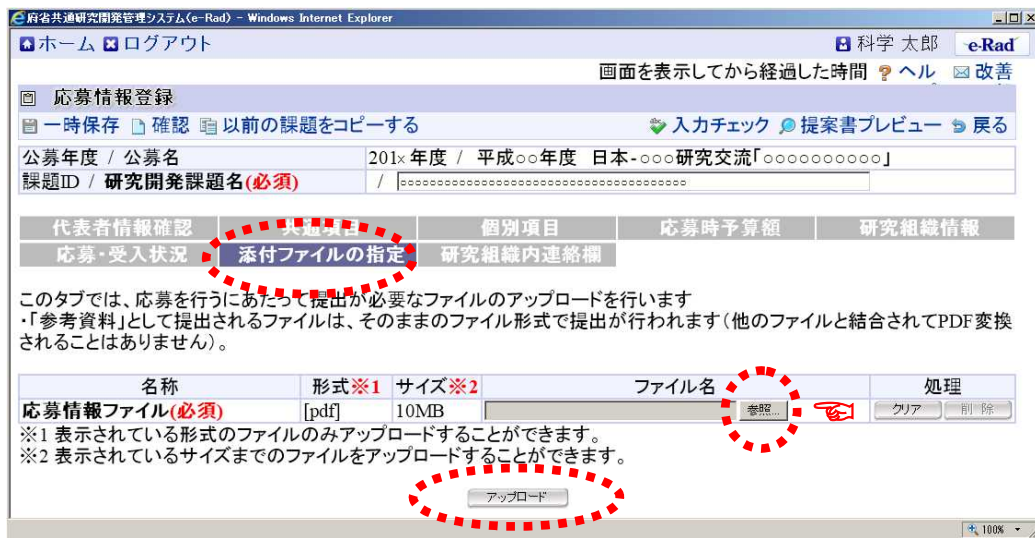 府省共通研究開発管理システム(e-Rad) - Windows Internet Explorer
ホーム ログアウト 科学 太郎 e-Rad
画面を表示してから経過した時間 ヘル 改善
応募情報登録
一時保存 確認 以前の課題をコピーする 入力チェック 提案書プレビュー 戻る
公募年度 / 公募名 201×年度 / 平成○○年度 日本-○○○研究交流「○○○○○○○○○○」
課題ID / 研究開発課題名(必須) / ○○○○○○○○○○○○○○○○○○○○○○○○○○○○○○○○○○○○○○○
代表者情報確認 共通項目 個別項目 応募時予算額 研究組織情報
応募・受入状況 添付ファイルの指定 研究組織内連絡欄
このタブでは、応募を行うにあたって提出が必要なファイルのアップロードを行います
・「参考資料」として提出されるファイルは、そのままのファイル形式で提出が行われます(他のファイルと結合されてPDF変換
されることはありません)。
名称 形式※1 サイズ※2 ファイル名 処理
応募情報ファイル(必須) [pdf] 10MB 参照... クリア 削除
※1 表示されている形式のファイルのみアップロードすることができます。
※2 表示されているサイズまでのファイルをアップロードすることができます。
アップロード
100%